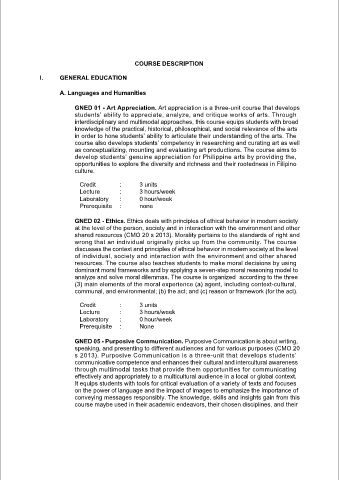 COURSE DESCRIPTION
I. GENERAL EDUCATION
A. Languages and Humanities
GNED 01 - Art Appreciation. Art appreciation is a three-unit course that develops
students' ability to appreciate, analyze, and critique works of arts. Through
interdisciplinary and multimodal approaches, this course equips students with broad
knowledge of the practical, historical, philosophical, and social relevance of the arts
in order to hone students' ability to articulate their understanding of the arts. The
course also develops students' competency in researching and curating art as well
as conceptualizing, mounting and evaluating art productions. The course aims to
develop students' genuine appreciation for Philippine arts by providing the,
opportunities to explore the diversity and richness and their rootedness in Filipino
culture.
Credit : 3 units
Lecture : 3 hours/week
Laboratory : 0 hour/week
Prerequisite : none
GNED 02 - Ethics. Ethics deals with principles of ethical behavior in modern society
at the level of the person, society and in interaction with the environment and other
shared resources (CMO 20 s 2013). Morality pertains to the standards of right and
wrong that an individual originally picks up from the community. The course
discusses the context and principles of ethical behavior in modern society at the level
of individual, society and interaction with the environment and other shared
resources. The course also teaches students to make moral decisions by using
dominant moral frameworks and by applying a seven-step moral reasoning model to
analyze and solve moral dilemmas. The course is organized according to the three
(3) main elements of the moral experience (a) agent, including context-cultural,
communal, and environmental; (b) the act; and (c) reason or framework (for the act).
Credit : 3 units
Lecture : 3 hours/week
Laboratory : 0 hour/week
Prerequisite : None
GNED 05 - Purposive Communication. Purposive Communication is about writing,
speaking, and presenting to different audiences and for various purposes (CMO 20
s 2013). Purposive Communication is a three-unit that develops students'
communicative competence and enhances their cultural and intercultural awareness
through multimodal tasks that provide them opportunities for communicating
effectively and appropriately to a multicultural audience in a local or global context.
It equips students with tools for critical evaluation of a variety of texts and focuses
on the power of language and the impact of images to emphasize the importance of
conveying messages responsibly. The knowledge, skills and insights gain from this
course maybe used in their academic endeavors, their chosen disciplines, and their